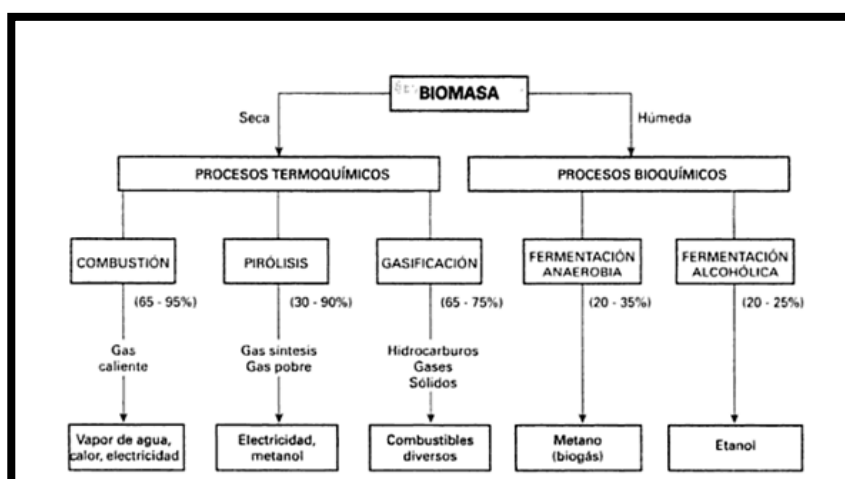 BIOMASA
Seca
Húmeda
PROCESOS TERMOQUÍMICOS
PROCESOS BIOQUÍMICOS
COMBUSTIÓN
PIRÓLISIS
GASIFICACIÓN
FERMENTACIÓN
ANAEROBIA
FERMENTACIÓN
ALCOHÓLICA
(65 - 95%)
(30 - 90%)
(65 - 75%)
(20 - 35%)
(20 - 25%)
Gas
caliente
Gas síntesis
Gas pobre
Hidrocarburos
Gases
Sólidos
Vapor de agua,
calor, electricidad
Electricidad,
metanol
Combustibles
diversos
Metano
(biogás)
Etanol